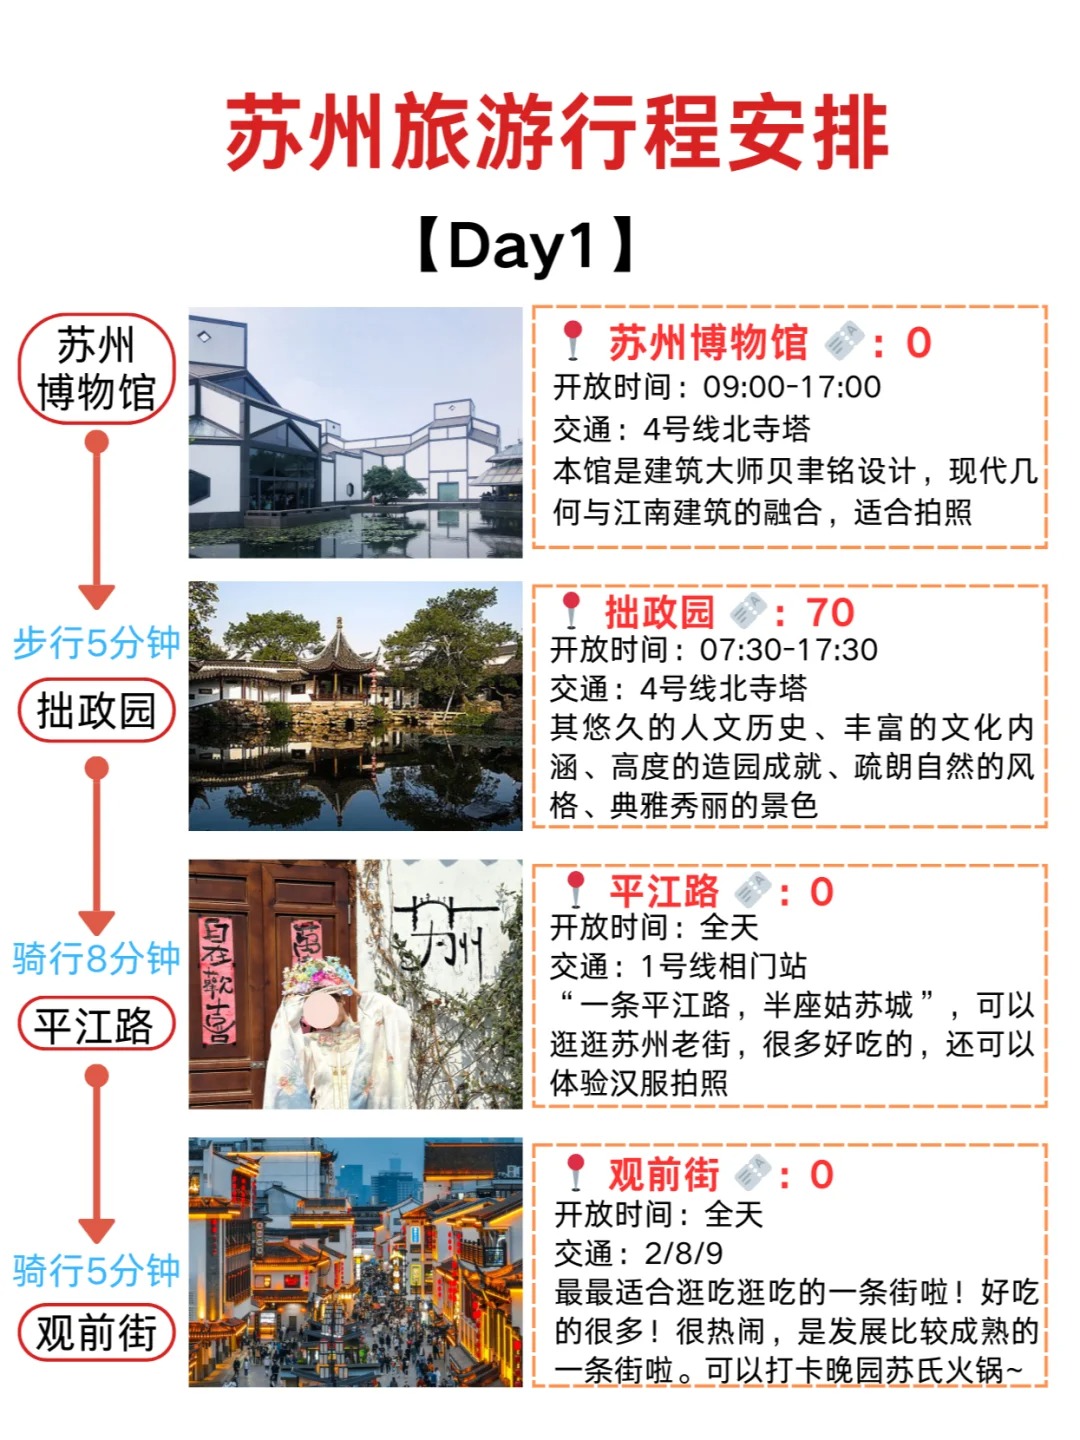 苏州旅游行程安排
【Day1】
苏州
博物馆
步行5分钟
拙政园
骑行8分钟
平江路
骑行5分钟
观前街
苏州博物馆 : 0
开放时间: 09:00-17:00
交通: 4号线北寺塔
本馆是建筑大师贝聿铭设计, 现代几
何与江南建筑的融合, 适合拍照
拙政园 : 70
开放时间: 07:30-17:30
交通: 4号线北寺塔
其悠久的人文历史、丰富的文化内
涵、高度的造园成就、疏朗自然的风
格、典雅秀丽的景色
自在歡喜
萬
苏州
平江路 : 0
开放时间: 全天
交通: 1号线相门站
“一条平江路, 半座姑苏城”, 可以
逛逛苏州老街, 很多好吃的, 还可以
体验汉服拍照
观前街 : 0
开放时间: 全天
交通: 2/8/9
最最适合逛吃逛吃的一条街啦! 好吃
的很多! 很热闹, 是发展比较成熟的
一条街啦。可以打卡晚园苏氏火锅~